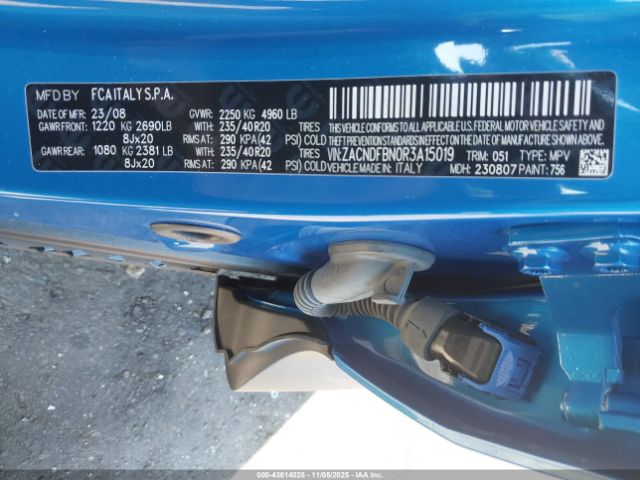 MFD BY FCA ITALY S.P.A.
DATE OF MFR: 23/08 GVWR: 2250 KG 4960 LB
GAWR FRONT: 1220 KG 2690LB WITH: 235/40R20 TIRES
8Jx20 RIMS AT: 290 KPA(42 PSI) COLD
GAWR REAR: 1080 KG 2381 LB WITH: 235/40R20 TIRES
8Jx20 RIMS AT: 290 KPA(42 PSI) COLD
THIS VEHICLE CONFORMS TO ALL APPLICABLE U.S. FEDERAL MOTOR VEHICLE
SAFETY, BUMPER, AND
THEFT PREVENTION STANDARDS IN EFFECT ON THE DATE OF MANUFACTURE SHOWN ABOVE.
MADE IN: ITALY
VIN: ZACNDFBN0R3A15019 TRIM: 051 TYPE: MPV
MDH: 230807 PAINT: 756
000-43614028 - 11/05/2025 - IAAI.COM